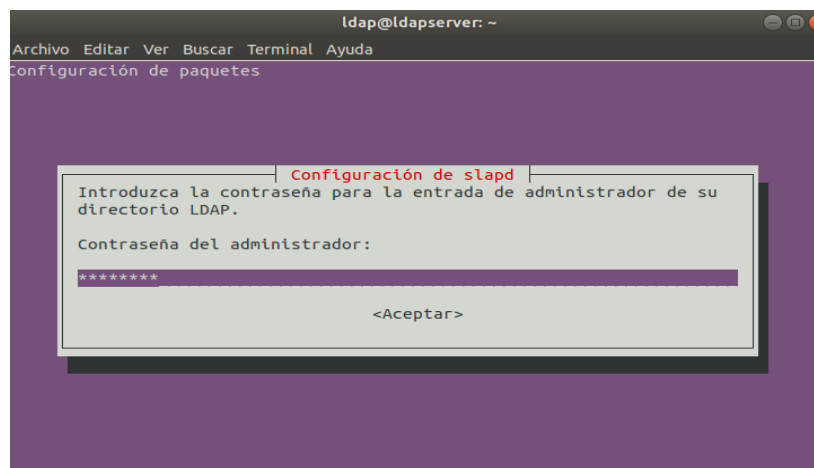 ldap@ldapserver: ~
Archivo Editar Ver Buscar Terminal Ayuda
Configuración de paquetes
Configuración de slapd
Introduzca la contraseña para la entrada de administrador de su
directorio LDAP.
Contraseña del administrador:
********
<Aceptar>